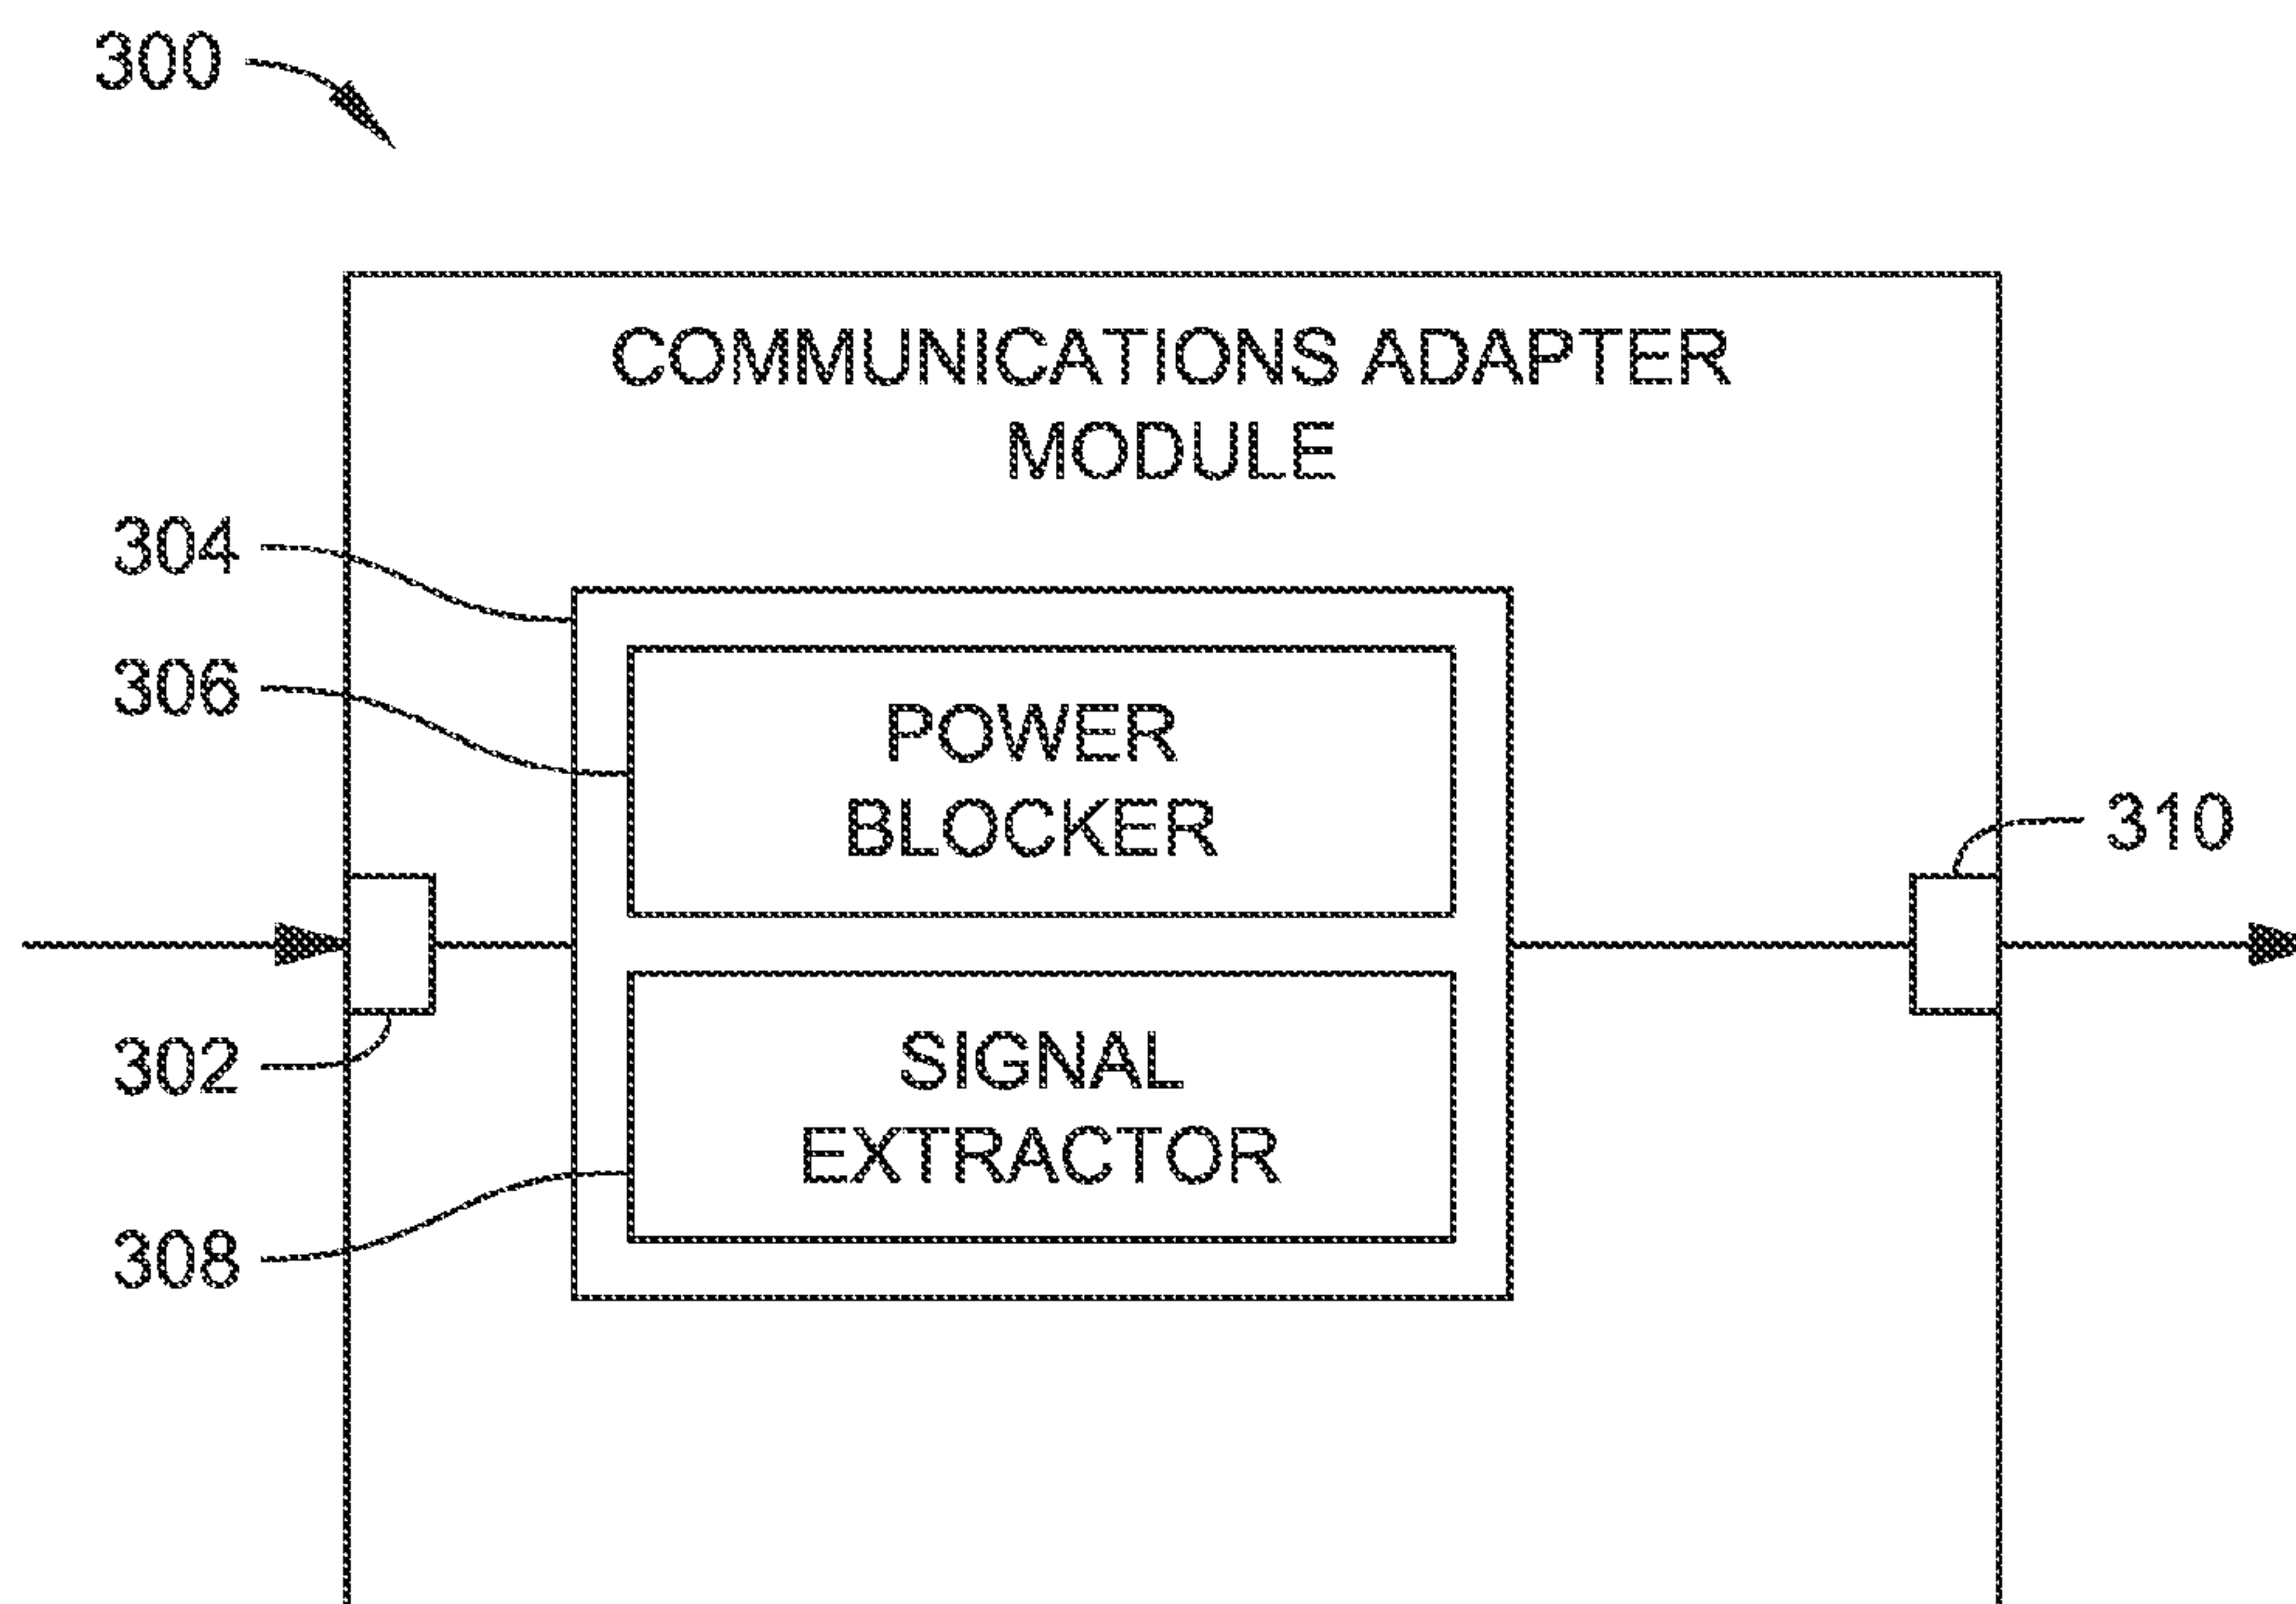 300
COMMUNICATIONS ADAPTER
MODULE
304
306
POWER
BLOCKER
310
302
SIGNAL
EXTRACTOR
308